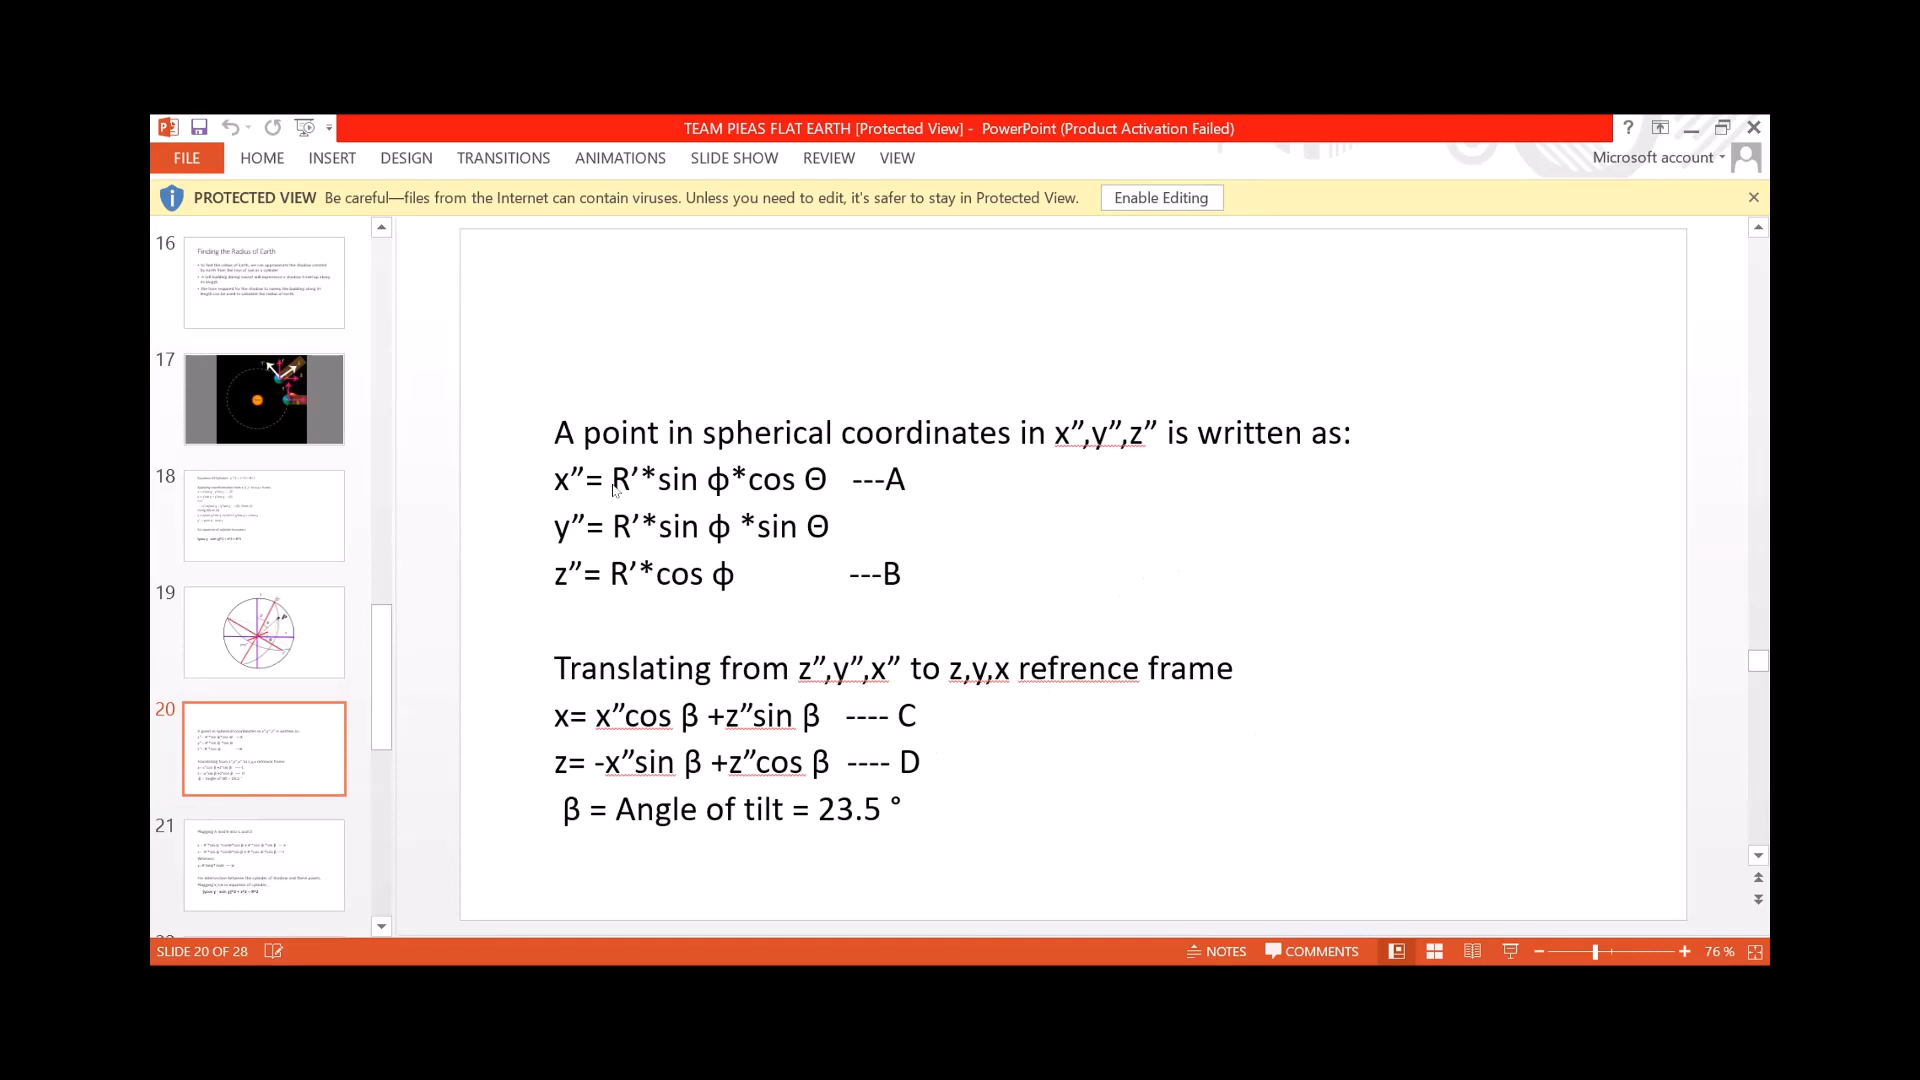 TEAM PIEAS FLAT EARTH [Protected View] - PowerPoint (Product Activation Failed)
?
FILE HOME INSERT DESIGN TRANSITIONS ANIMATIONS SLIDE SHOW REVIEW VIEW
Microsoft account
PROTECTED VIEW Be careful—files from the Internet can contain viruses. Unless you need to edit, it's safer to stay in Protected View. Enable Editing
16
Finding the Radius of Earth
17
18
19
20
21
A point in spherical coordinates in x”,y”,z” is written as:
x”= R’*sin ϕ*cos Θ ---A
y”= R’*sin ϕ *sin Θ
z”= R’*cos ϕ ---B
Translating from z”,y”,x” to z,y,x refrence frame
x= x”cos β +z”sin β ---- C
z= -x”sin β +z”cos β ---- D
β = Angle of tilt = 23.5 °
SLIDE 20 OF 28
NOTES COMMENTS 76 %